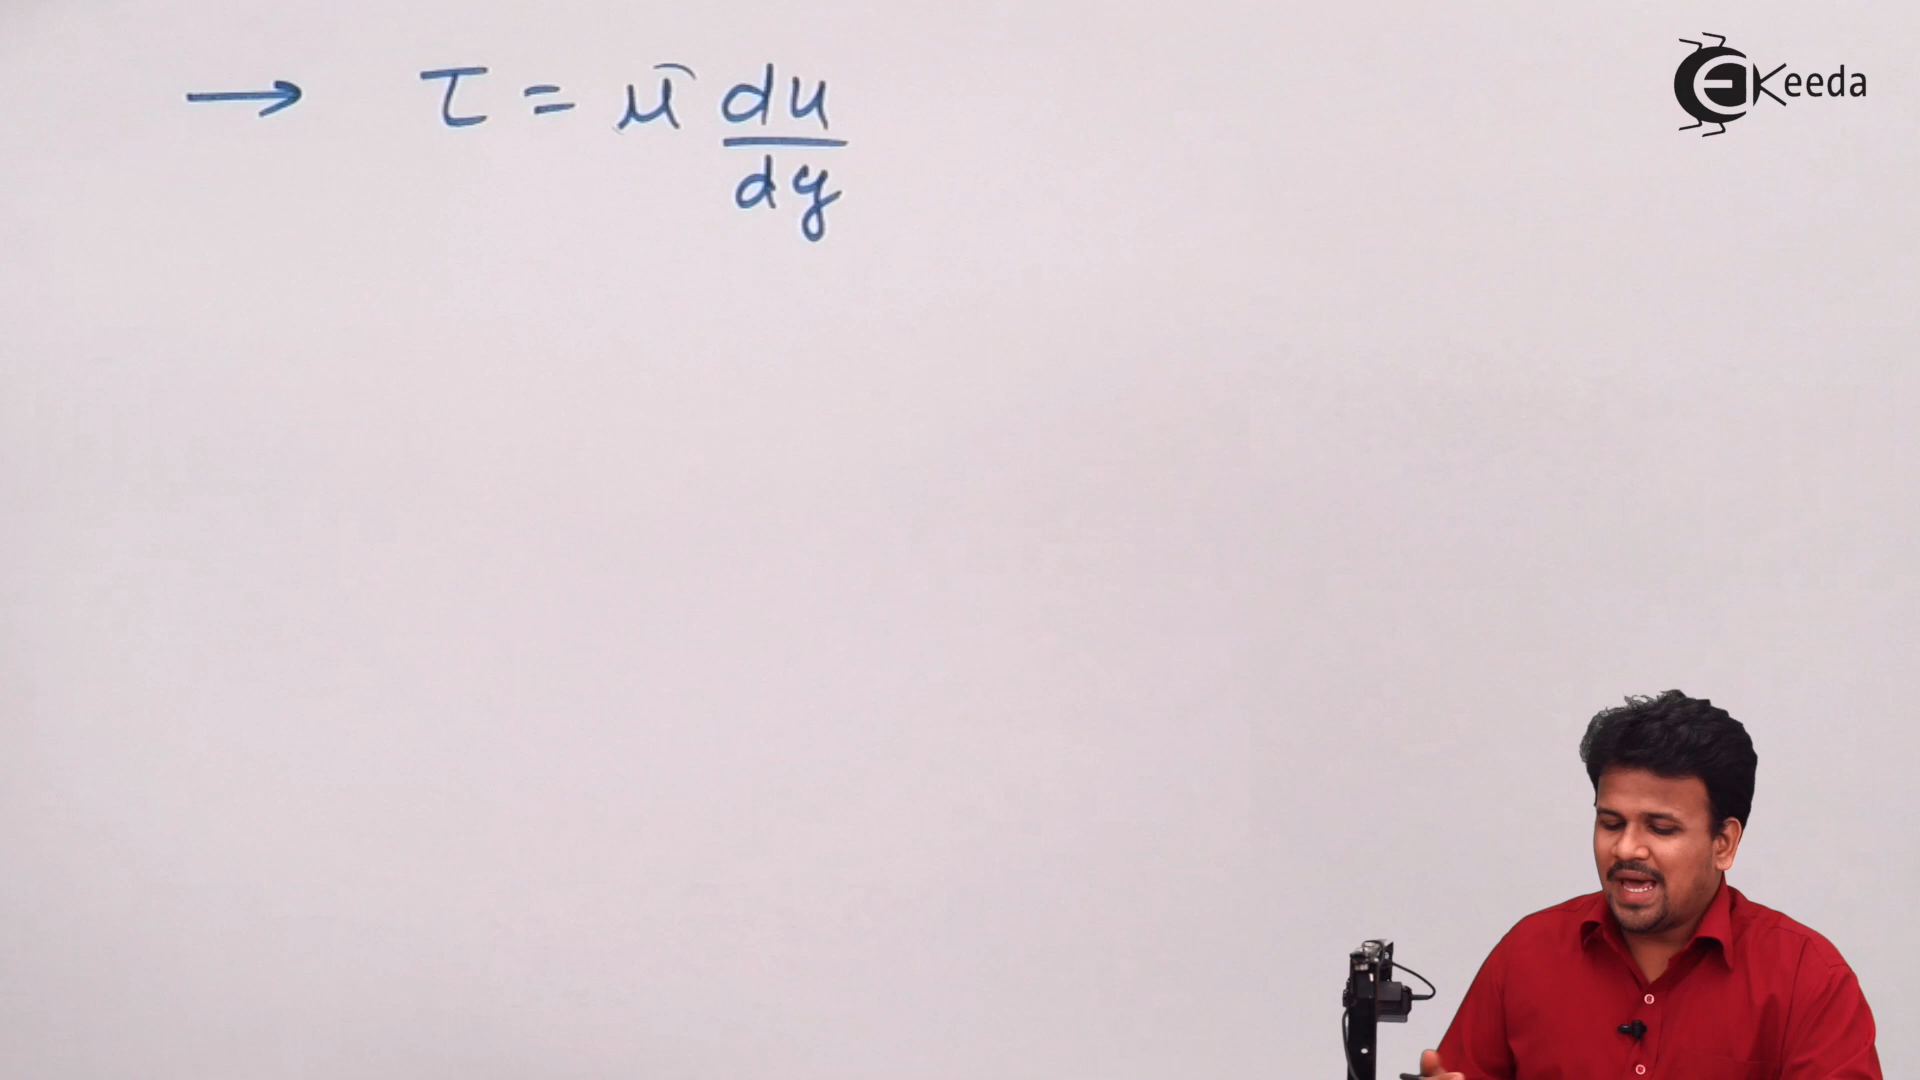 → τ = μ du/dy
EKeeda